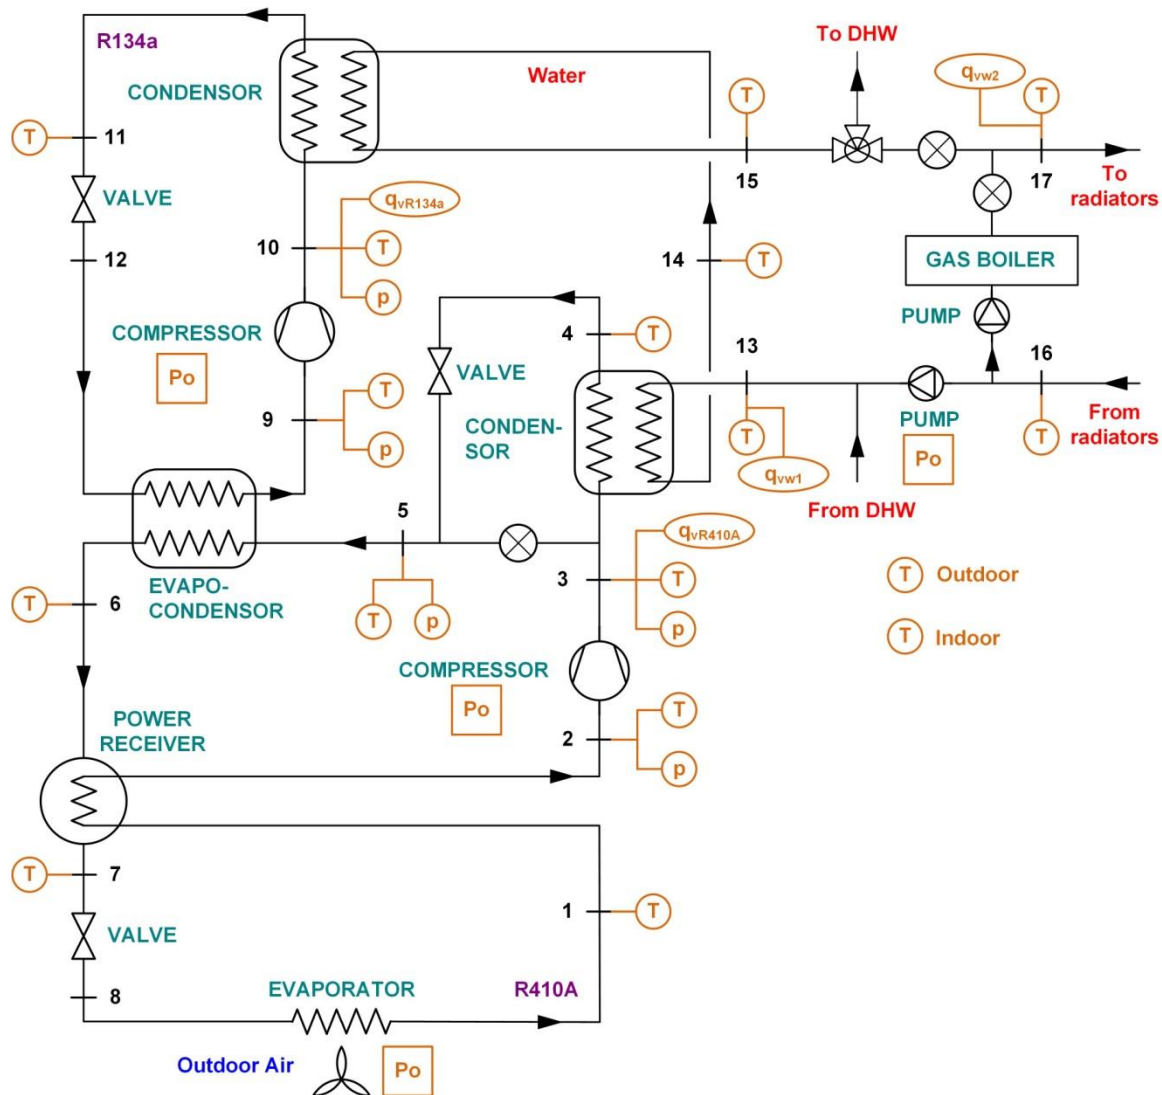 R134a
To DHW
CONDENSOR
Water
qvw2
T
T
T
11
VALVE
15
17
To
radiators
qvR134a
10
T
12
14
T
GAS BOILER
p
COMPRESSOR
4
T
PUMP
Po
VALVE
13
16
T
9
CONDEN-
SOR
PUMP
From
radiators
p
T
Po
T
qvw1
5
From DHW
qvR410A
EVAPO-
CONDENSOR
3
T
T Outdoor
T
6
T
p
p
T Indoor
COMPRESSOR
Po
T
POWER
RECEIVER
2
p
T
7
1
T
VALVE
8
EVAPORATOR
R410A
Outdoor Air
Po